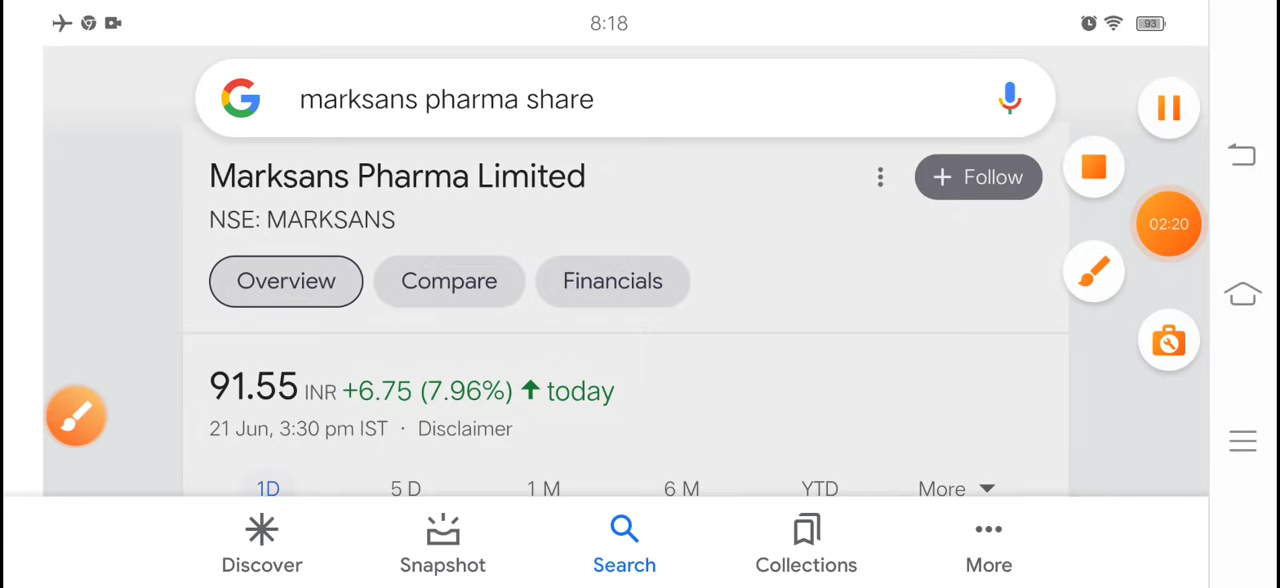 8:18
93
marksans pharma share
Marksans Pharma Limited
+ Follow
NSE: MARKSANS
02:20
Overview Compare Financials
91.55 INR +6.75 (7.96%) ↑ today
21 Jun, 3:30 pm IST · Disclaimer
1D 5 D 1 M 6 M YTD More
Discover Snapshot Search Collections More